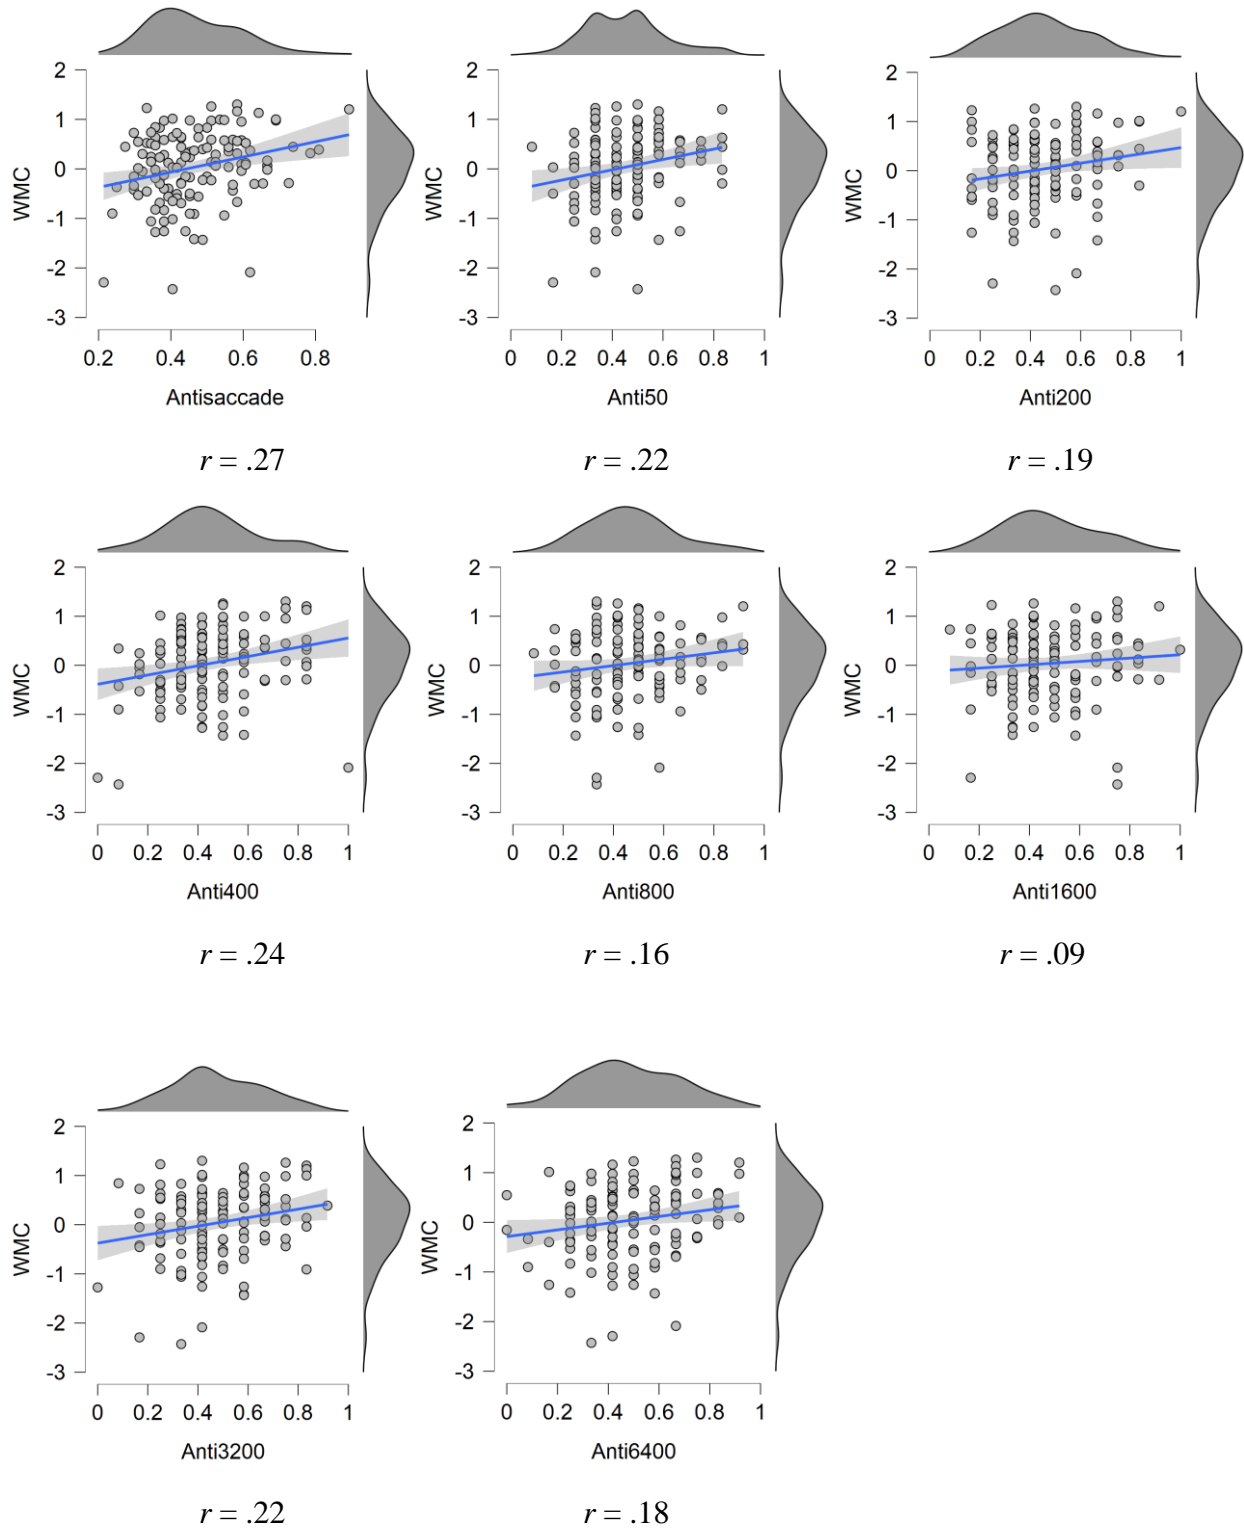 2
1
0
-1
-2
-3
WMC
0.2 0.4 0.6 0.8
Antisaccade
r = .27
2
1
0
-1
-2
-3
WMC
0 0.2 0.4 0.6 0.8 1
Anti50
r = .22
2
1
0
-1
-2
-3
WMC
0 0.2 0.4 0.6 0.8 1
Anti200
r = .19
2
1
0
-1
-2
-3
WMC
0 0.2 0.4 0.6 0.8 1
Anti400
r = .24
2
1
0
-1
-2
-3
WMC
0 0.2 0.4 0.6 0.8 1
Anti800
r = .16
2
1
0
-1
-2
-3
WMC
0 0.2 0.4 0.6 0.8 1
Anti1600
r = .09
2
1
0
-1
-2
-3
WMC
0 0.2 0.4 0.6 0.8 1
Anti3200
r = .22
2
1
0
-1
-2
-3
WMC
0 0.2 0.4 0.6 0.8 1
Anti6400
r = .18